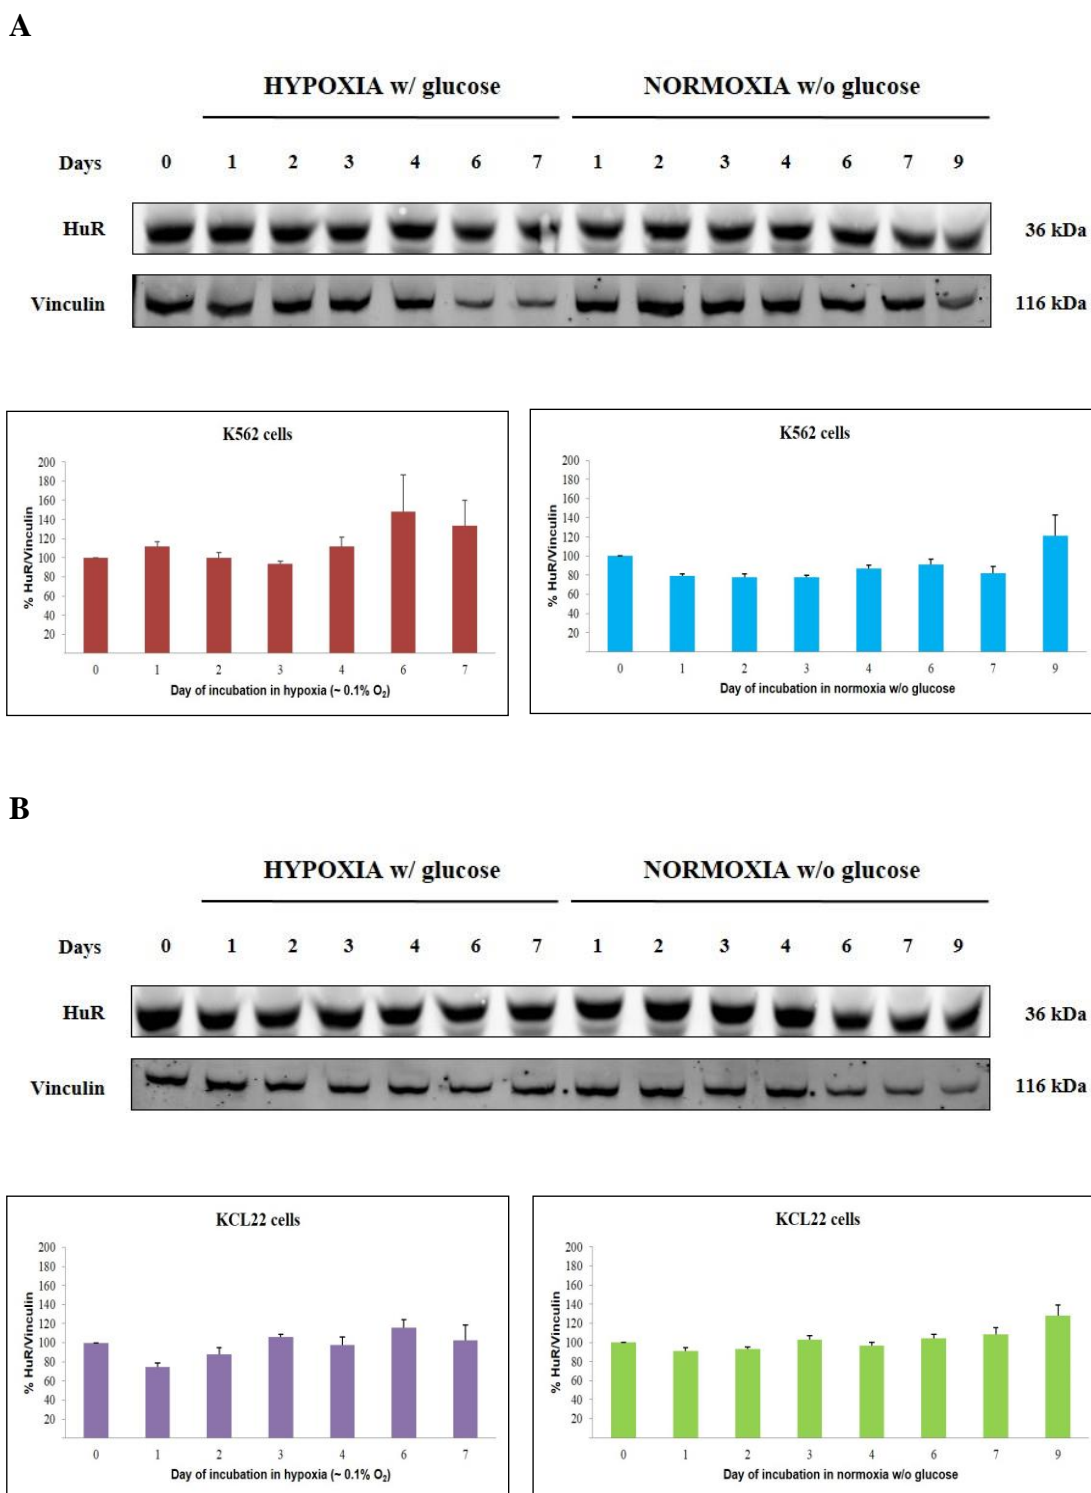 A
HYPOXIA w/ glucose NORMOXIA w/o glucose
Days 0 1 2 3 4 6 7 1 2 3 4 6 7 9
HuR 36 kDa
Vinculin 116 kDa
K562 cells
% HuR/Vinculin
200
180
160
140
120
100
80
60
40
20
0 1 2 3 4 6 7
Day of incubation in hypoxia (~ 0.1% O₂)
K562 cells
% HuR/Vinculin
200
180
160
140
120
100
80
60
40
20
0 1 2 3 4 6 7 9
Day of incubation in normoxia w/o glucose
B
HYPOXIA w/ glucose NORMOXIA w/o glucose
Days 0 1 2 3 4 6 7 1 2 3 4 6 7 9
HuR 36 kDa
Vinculin 116 kDa
KCL22 cells
% HuR/Vinculin
200
180
160
140
120
100
80
60
40
20
0 1 2 3 4 6 7
Day of incubation in hypoxia (~ 0.1% O₂)
KCL22 cells
% HuR/Vinculin
200
180
160
140
120
100
80
60
40
20
0 1 2 3 4 6 7 9
Day of incubation in normoxia w/o glucose